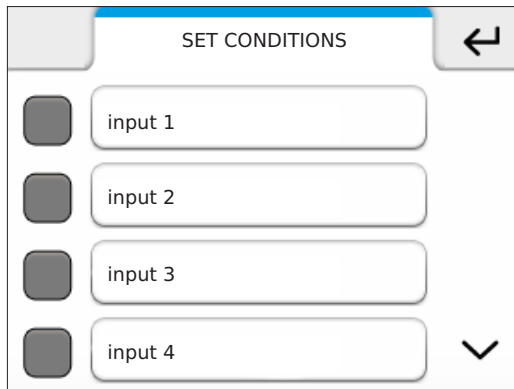 SET CONDITIONS
input 1
input 2
input 3
input 4